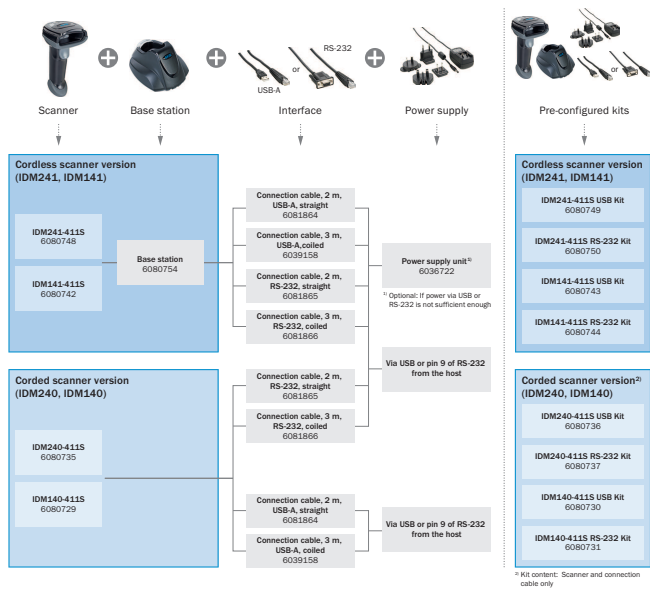 RS-232
or
USB-A
or
Scanner
Base station
Interface
Power supply
Pre-configured kits
Cordless scanner version
(IDM241, IDM141)
IDM241-411S
6080748
IDM141-411S
6080742
Base station
6080754
Connection cable, 2 m,
USB-A, straight
6081864
Connection cable, 3 m,
USB-A,coiled
6039158
Connection cable, 2 m,
RS-232, straight
6081865
Connection cable, 3 m,
RS-232, coiled
6081866
Power supply unit¹⁾
6036722
¹⁾ Optional: If power via USB or
RS-232 is not sufficient enough
Via USB or pin 9 of RS-232
from the host
Cordless scanner version
(IDM241, IDM141)
IDM241-411S USB Kit
6080749
IDM241-411S RS-232 Kit
6080750
IDM141-411S USB Kit
6080743
IDM141-411S RS-232 Kit
6080744
Corded scanner version
(IDM240, IDM140)
IDM240-411S
6080735
IDM140-411S
6080729
Connection cable, 2 m,
RS-232, straight
6081865
Connection cable, 3 m,
RS-232, coiled
6081866
Connection cable, 2 m,
USB-A, straight
6081864
Connection cable, 3 m,
USB-A, coiled
6039158
Via USB or pin 9 of RS-232
from the host
Corded scanner version²⁾
(IDM240, IDM140)
IDM240-411S USB Kit
6080736
IDM240-411S RS-232 Kit
6080737
IDM140-411S USB Kit
6080730
IDM140-411S RS-232 Kit
6080731
²⁾ Kit content: Scanner and connection
cable only